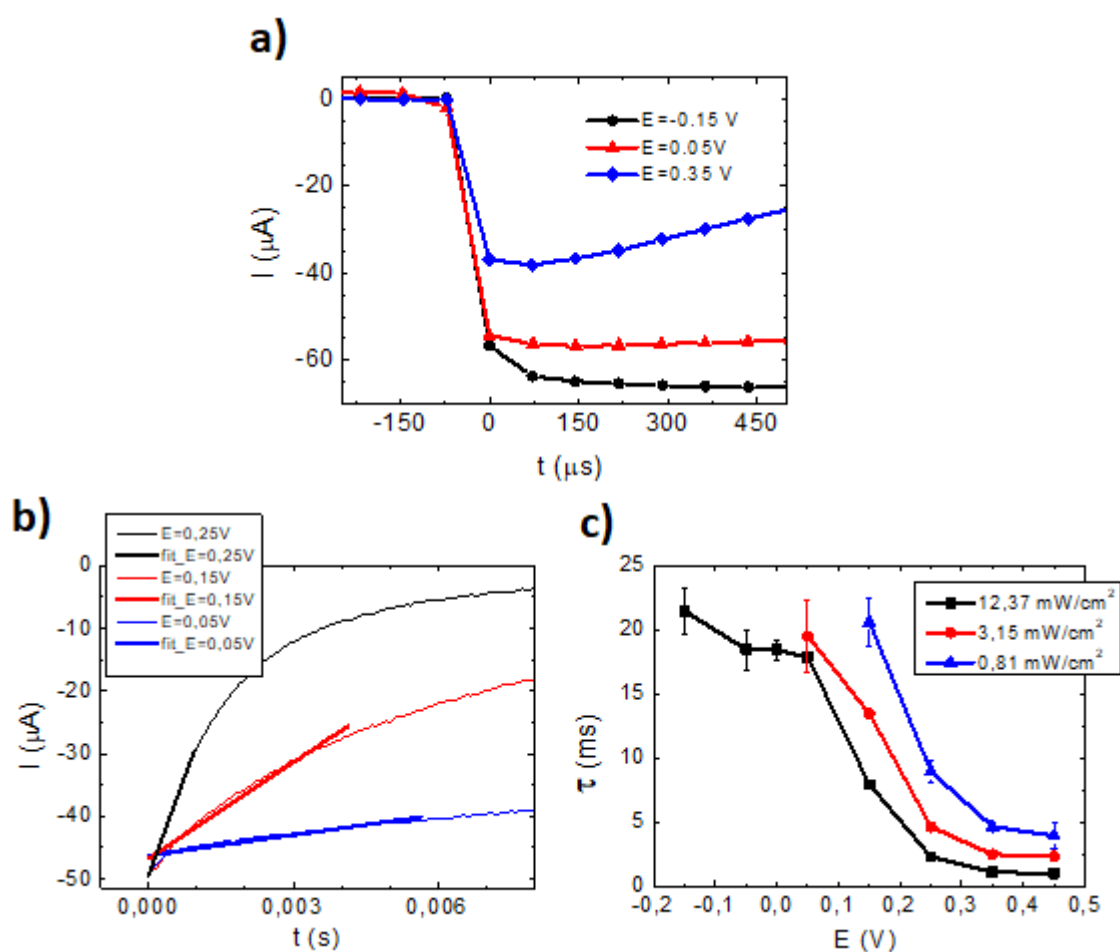 a)
0
-20
-40
-60
I (μA)
E=-0.15 V
E=0.05V
E=0.35 V
-150 0 150 300 450
t (μs)
b)
E=0,25V
fit_E=0,25V
E=0,15V
fit_E=0,15V
E=0,05V
fit_E=0,05V
0
-10
-20
-30
-40
-50
I (μA)
0,000 0,003 0,006
t (s)
c)
25
20
15
10
5
0
τ (ms)
12,37 mW/cm²
3,15 mW/cm²
0,81 mW/cm²
-0,2 -0,1 0,0 0,1 0,2 0,3 0,4 0,5
E (V)